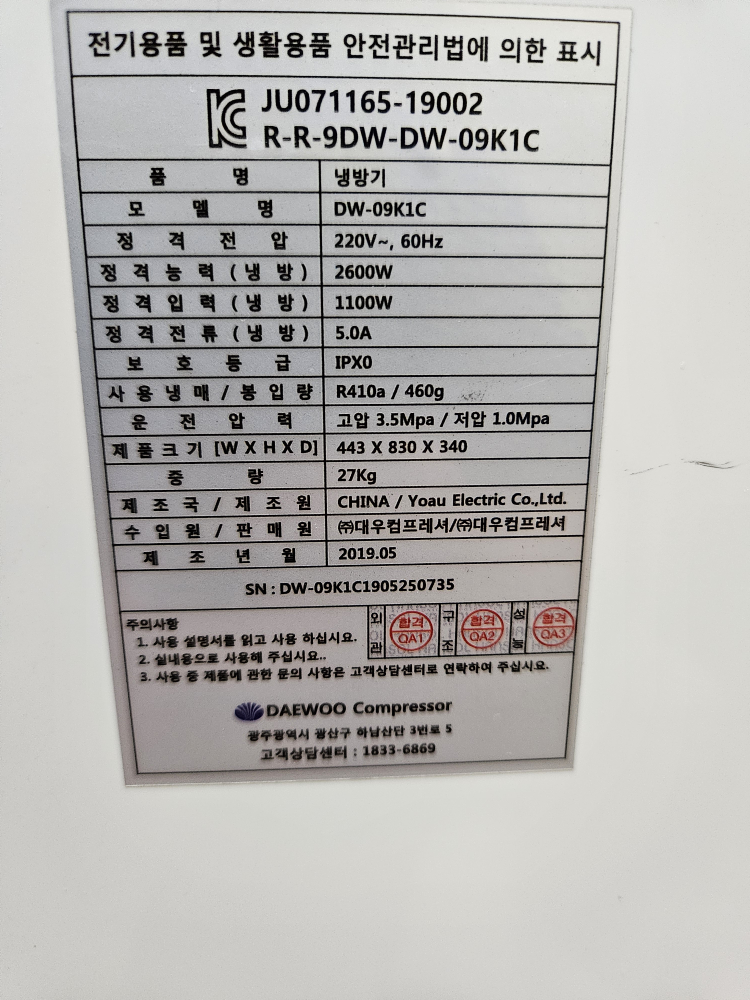 전기용품 및 생활용품 안전관리법에 의한 표시
JU071165-19002
R-R-9DW-DW-09K1C
품 명 냉방기
모 델 명 DW-09K1C
정 격 전 압 220V~, 60Hz
정 격 능 력 ( 냉 방 ) 2600W
정 격 입 력 ( 냉 방 ) 1100W
정 격 전 류 ( 냉 방 ) 5.0A
보 호 등 급 IPX0
사 용 냉 매 / 봉 입 량 R410a / 460g
운 전 압 력 고압 3.5Mpa / 저압 1.0Mpa
제 품 크 기 [W X H X D] 443 X 830 X 340
중 량 27Kg
제 조 국 / 제 조 원 CHINA / Yoau Electric Co.,Ltd.
수 입 원 / 판 매 원 ㈜대우컴프레셔/㈜대우컴프레셔
제 조 년 월 2019.05
SN : DW-09K1C1905250735
주의사항
1. 사용 설명서를 읽고 사용 하십시요.
2. 실내용으로 사용해 주십시요..
3. 사용 중 제품에 관한 문의 사항은 고객상담센터로 연락하여 주십시요.
외관 합격 QA1 구조 합격 QA2 성능 합격 QA3
DAEWOO Compressor
광주광역시 광산구 하남산단 3번로 5
고객상담센터 : 1833-6869